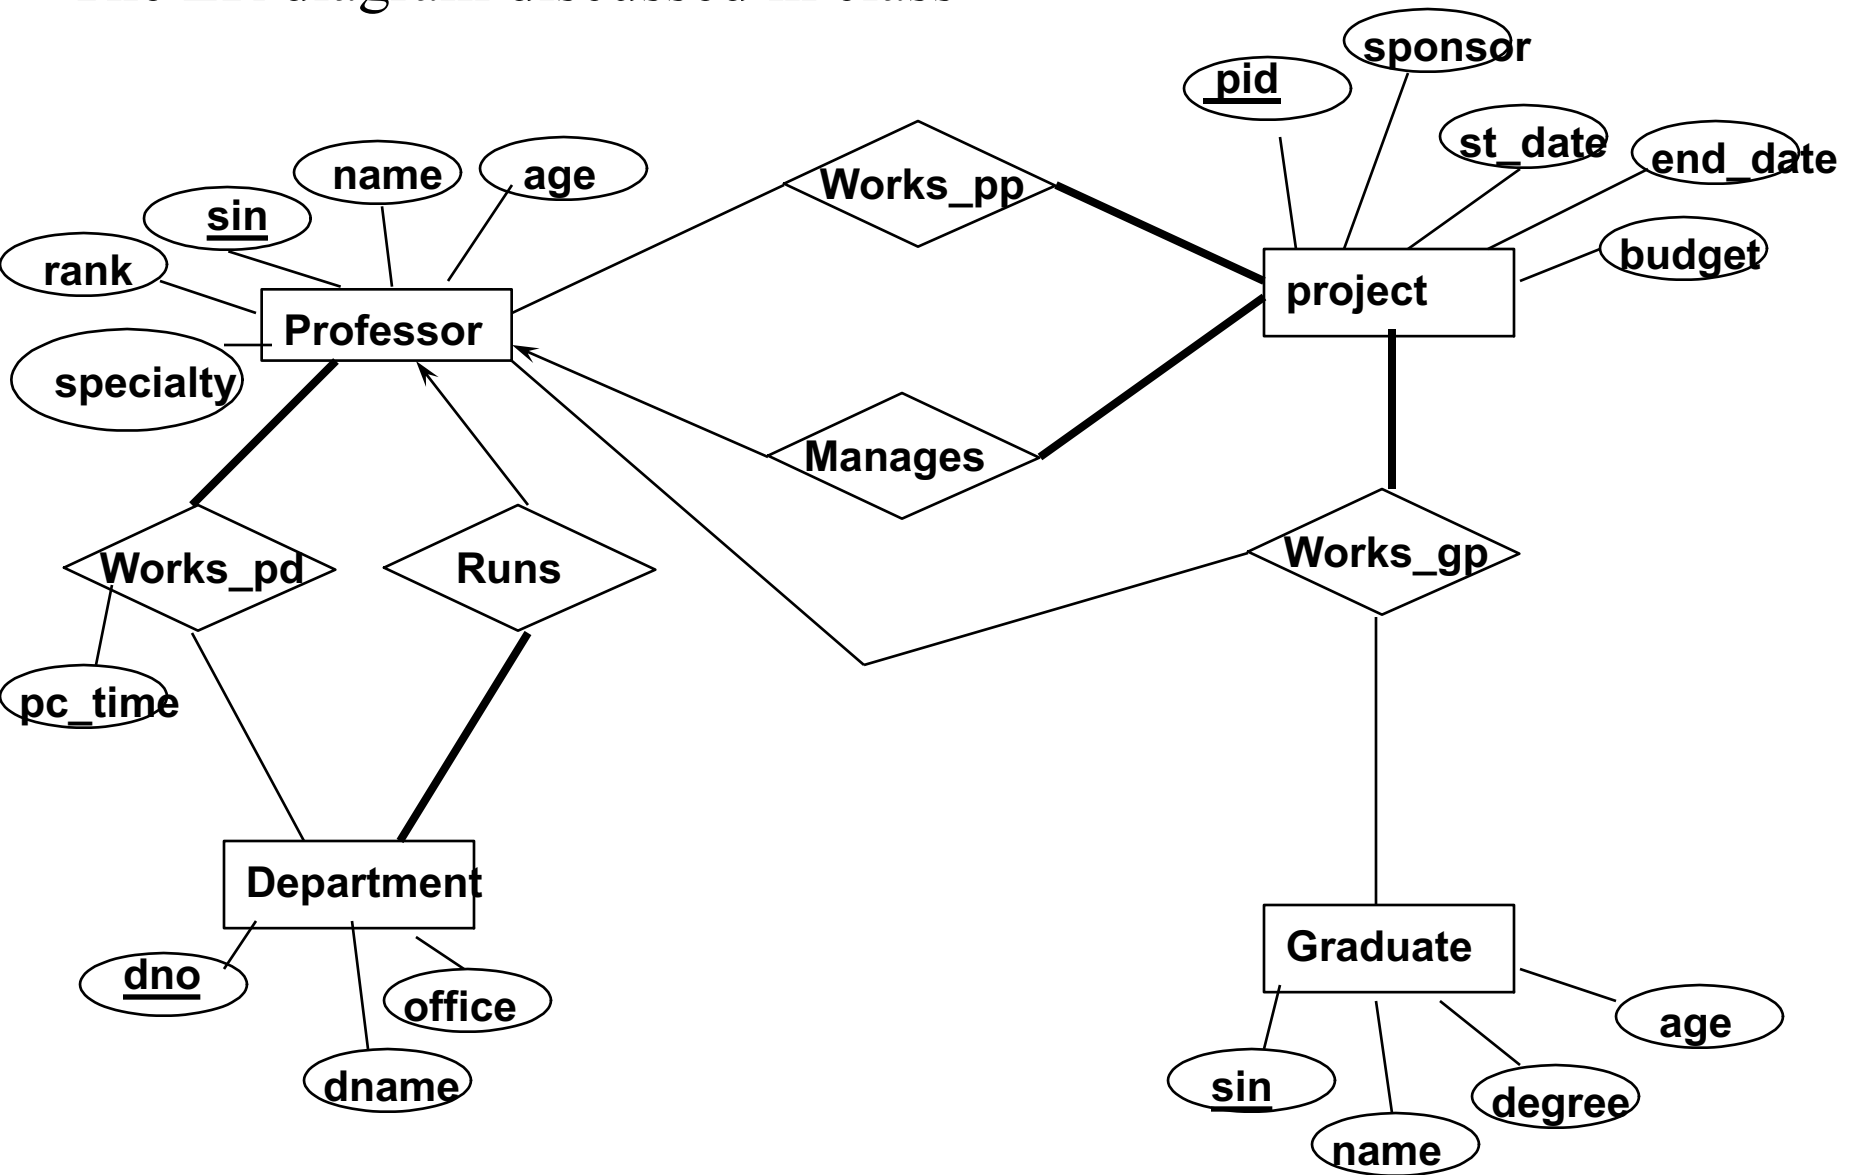 sponsor
pid
st_date
end_date
name
age
Works_pp
sin
budget
rank
project
Professor
specialty
Manages
Works_gp
Works_pd
Runs
pc_time
Department
Graduate
dno
office
age
dname
sin
degree
name